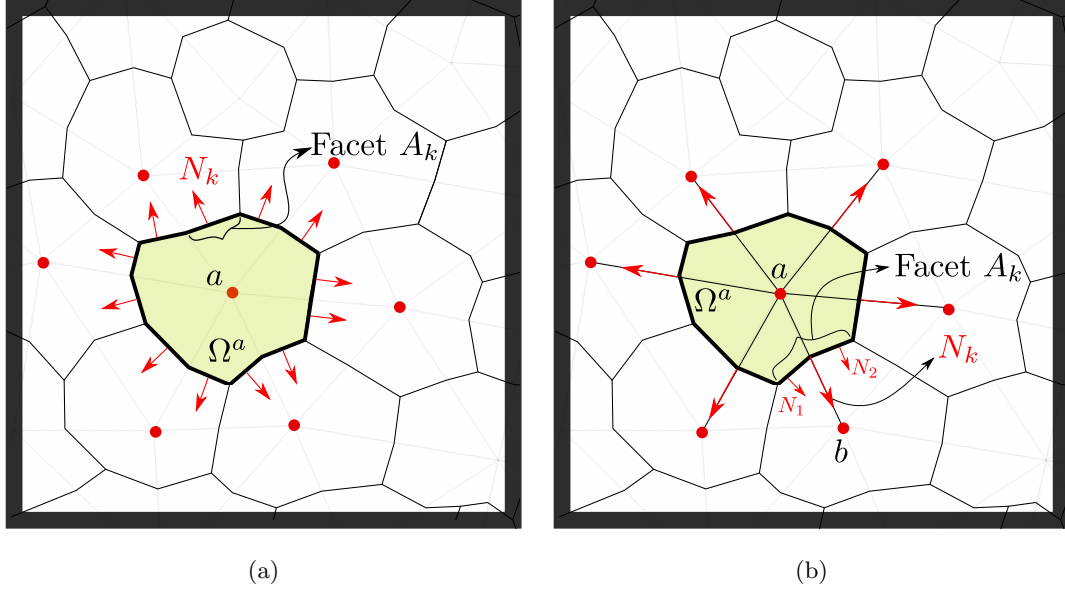 Facet A_k
N_k
a
Ω^a
(a)
a
Facet A_k
Ω^a
N_k
N_2
N_1
b
(b)